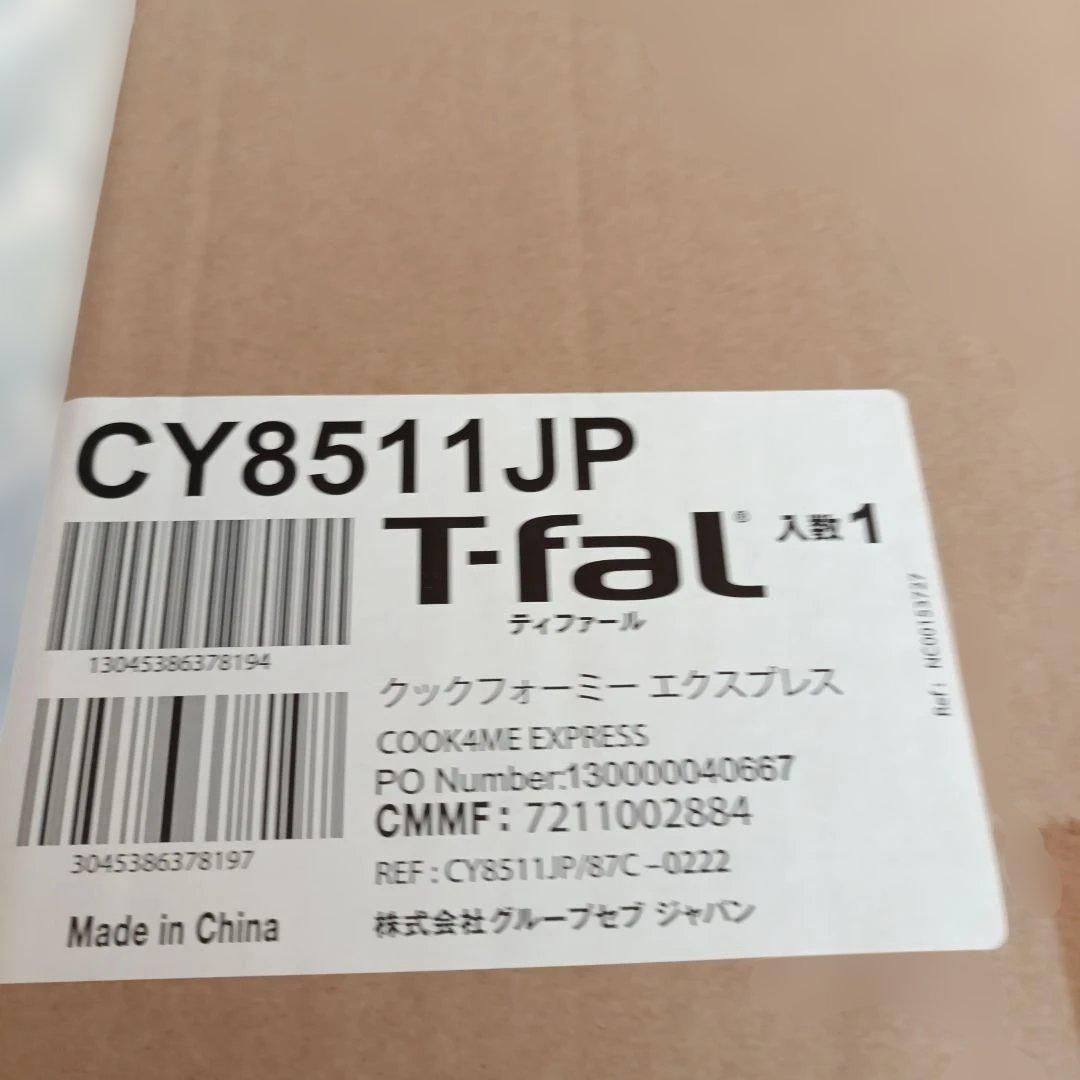 CY8511JP
T-fal®
入数 1
ティファール
13045386378194
クックフォーミー エクスプレス
COOK4ME EXPRESS
PO Number:130000040667
CMMF: 7211002884
3045386378197
REF : CY8511JP/87C –0222
Made in China
株式会社グループセブ ジャパン
Ref :